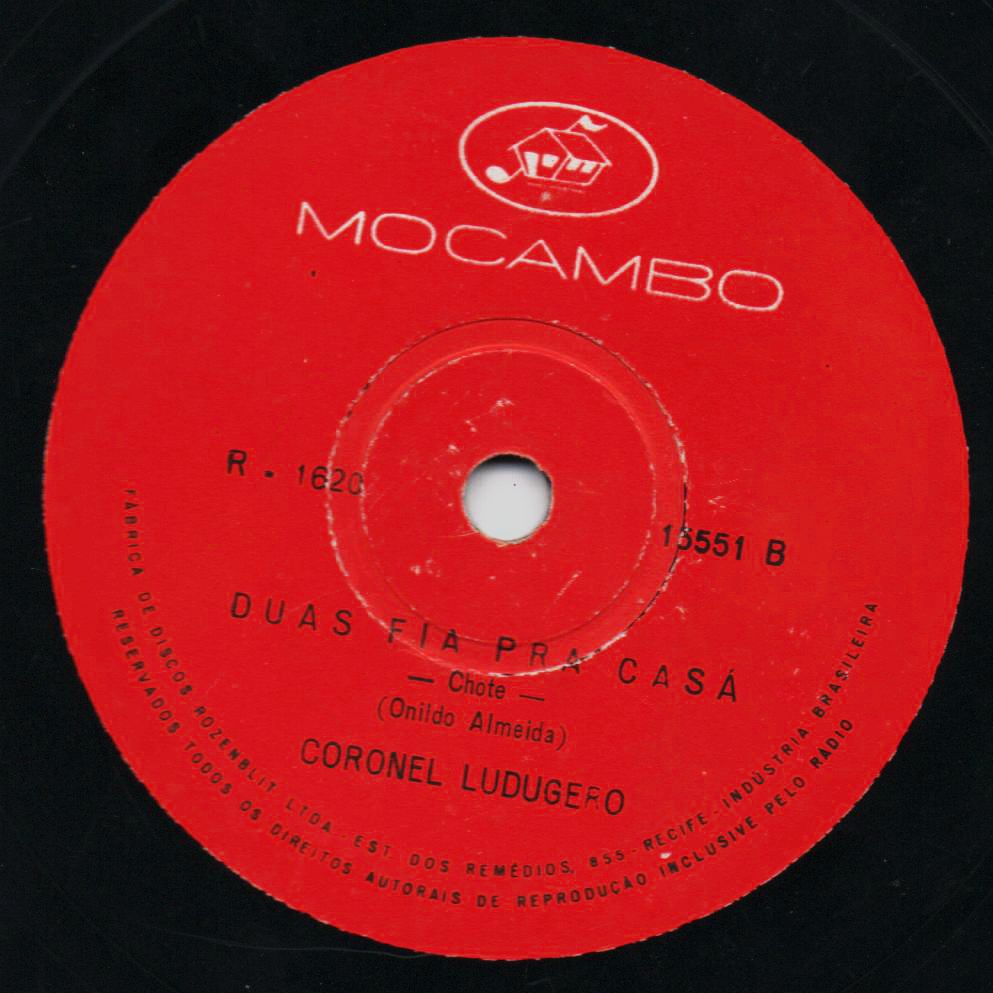 MOCAMBO
R - 1620
15551 B
DUAS FIA PRA CASÁ
— Chote —
(Onildo Almeida)
CORONEL LUDUGERO
FÁBRICA DE DISCOS ROZENBLIT LTDA. - EST. DOS REMÉDIOS, 855 - RECIFE - INDÚSTRIA BRASILEIRA
RESERVADOS TODOS OS DIREITOS AUTORAIS DE REPRODUÇÃO INCLUSIVE PELO RÁDIO